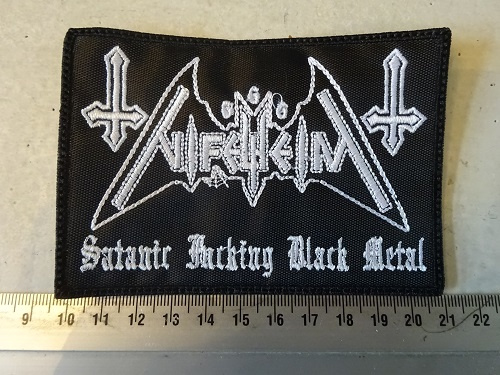 666
NIFELHEIM
Satanic Fucking Black Metal
9 10 11 12 13 14 15 16 17 18 19 20 21 22